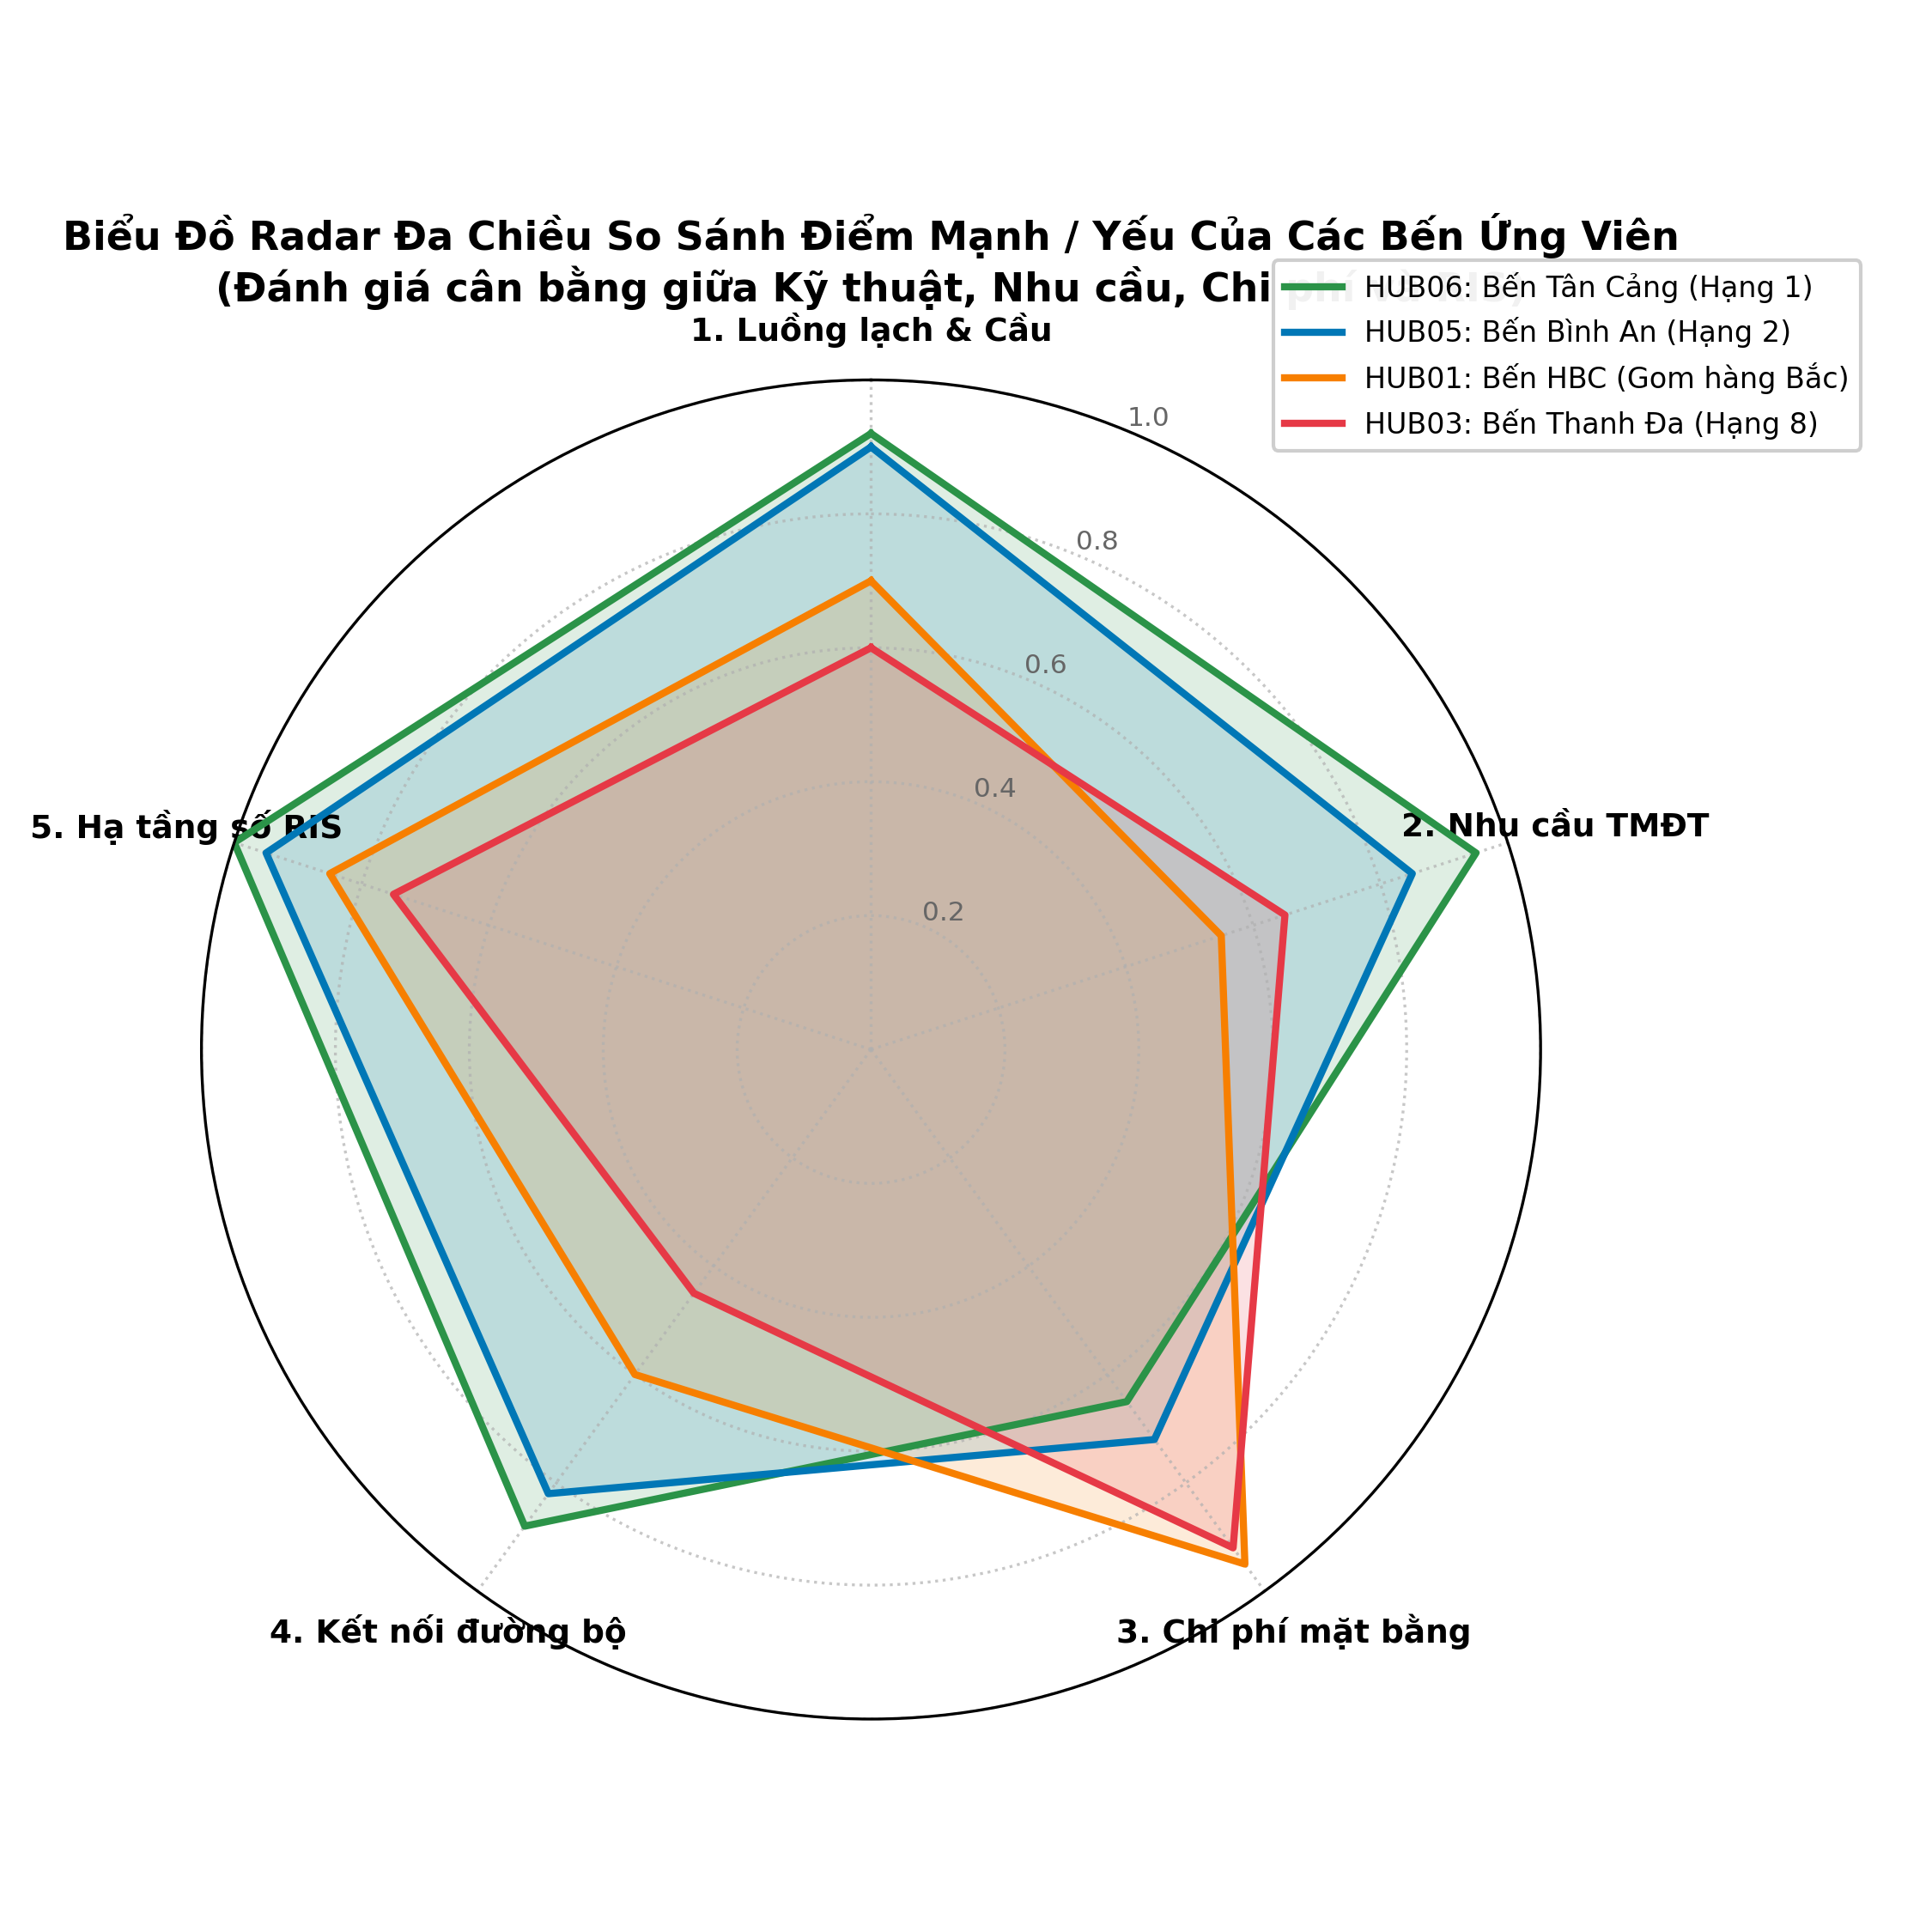 Biểu Đồ Radar Đa Chiều So Sánh Điểm Mạnh / Yếu Của Các Bến Ứng Viên
(Đánh giá cân bằng giữa Kỹ thuật, Nhu cầu, Chi phí
HUB06: Bến Tân Cảng (Hạng 1)
HUB05: Bến Bình An (Hạng 2)
HUB01: Bến HBC (Gom hàng Bắc)
HUB03: Bến Thanh Đa (Hạng 8)
1. Luồng lạch & Cầu
1.0
0.8
0.6
0.4
0.2
5. Hạ tầng số RIS
2. Nhu cầu TMĐT
4. Kết nối đường bộ
3. Chi phí mặt bằng